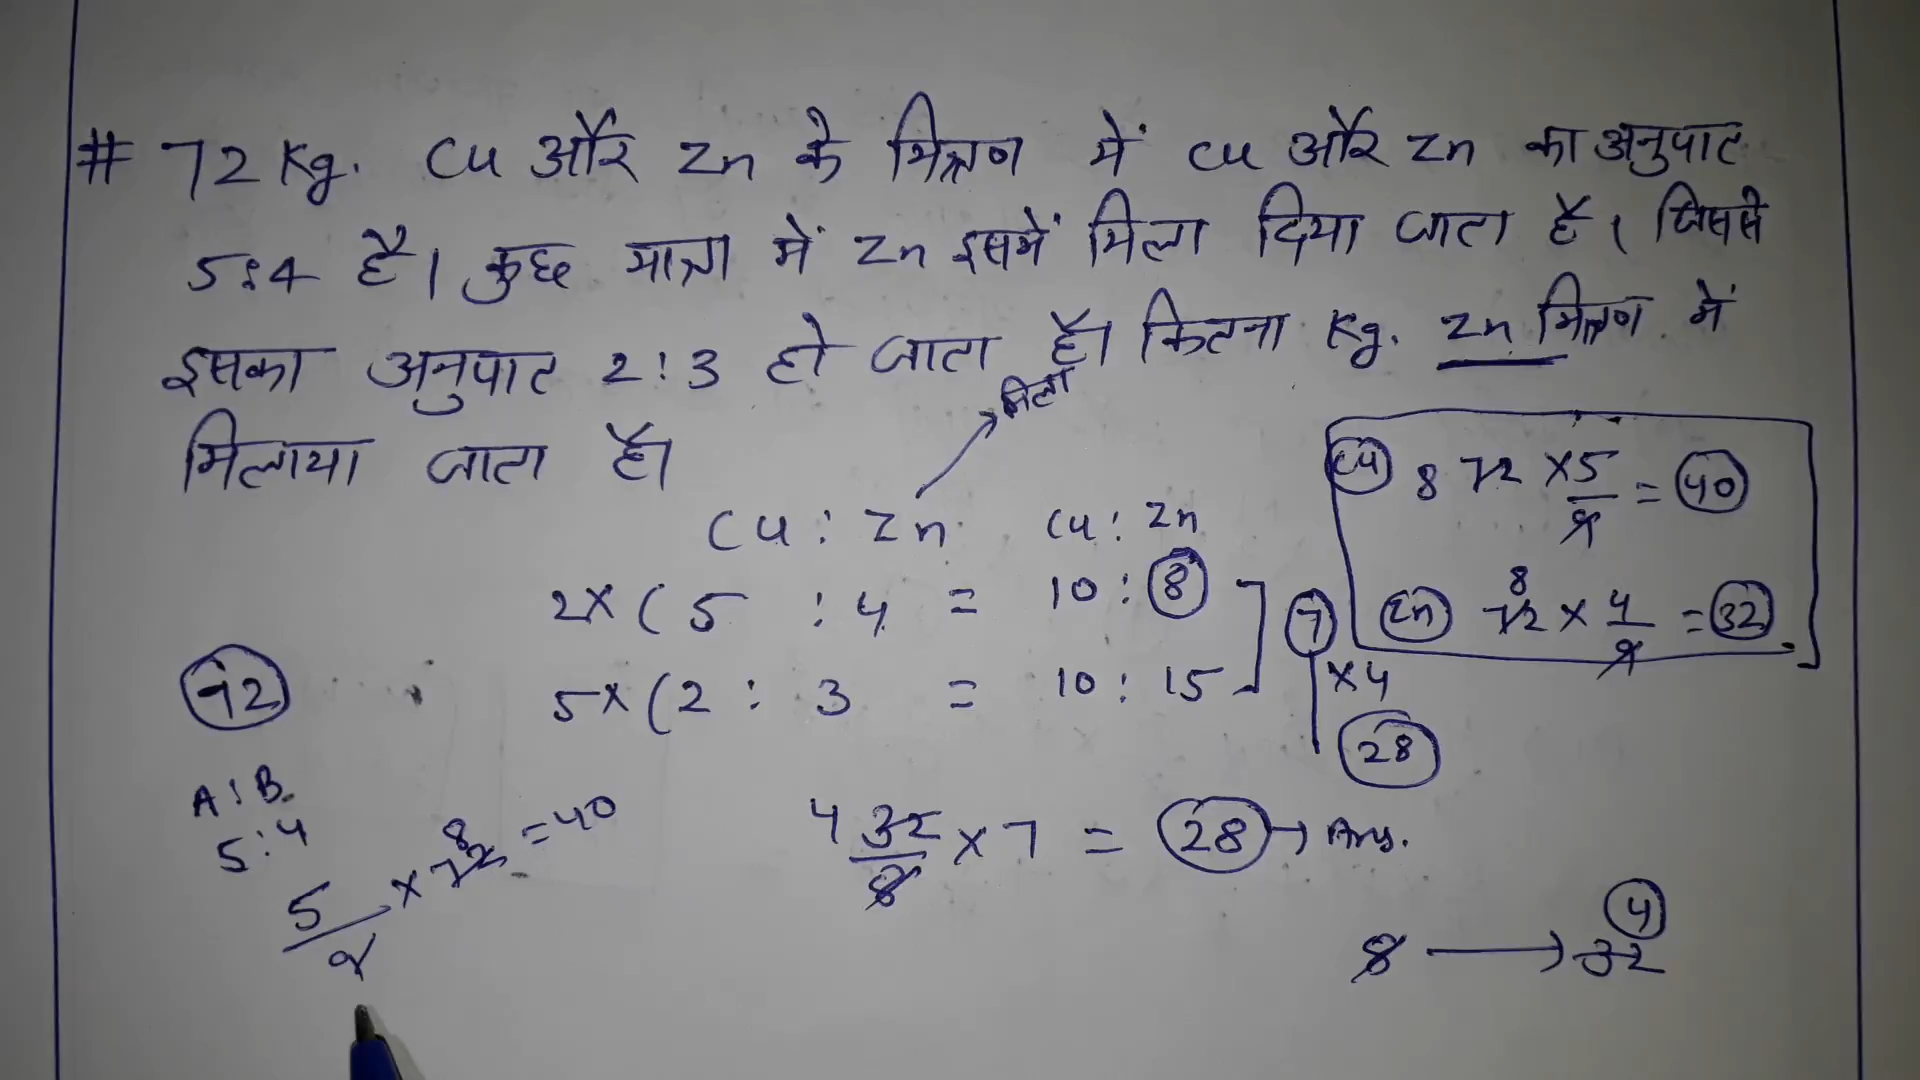 # 72 Kg. Cu और Zn के मिश्रण में Cu और Zn का अनुपात
5:4 है। कुछ मात्रा में Zn इसमें मिला दिया जाता है। जिससे
इसका अनुपात 2:3 हो जाता है। कितना Kg. Zn मिश्रण में
मिलाया जाता है।
मिला
Cu : Zn Cu : Zn
2×(5 : 4 = 10 : 8
5×(2 : 3 = 10 : 15
7
×4
28
Cu 8 72 × 5/9 = 40
Zn 8 72 × 4/9 = 32
72
A : B
5 : 4
5/9 × 72 8 = 40
4 32/8 × 7 = 28 → Ans.
8 → 32 4